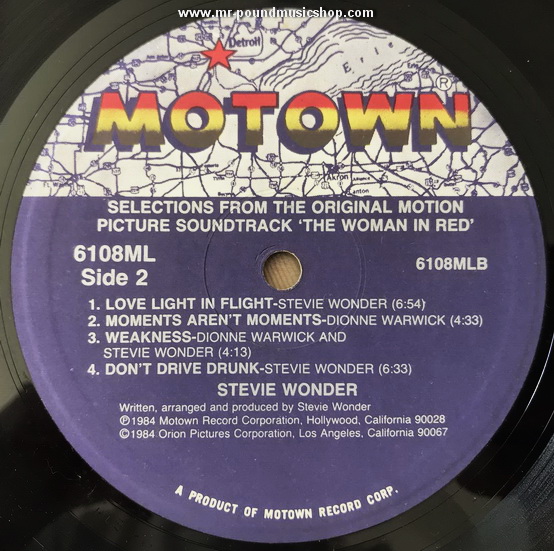 www.mr-poundmusicshop.com
Detroit
Erie
MOTOWN®
Akron
Canton
SELECTIONS FROM THE ORIGINAL MOTION
PICTURE SOUNDTRACK 'THE WOMAN IN RED'
6108ML
Side 2
6108MLB
1. LOVE LIGHT IN FLIGHT-STEVIE WONDER (6:54)
2. MOMENTS AREN'T MOMENTS-DIONNE WARWICK (4:33)
3. WEAKNESS-DIONNE WARWICK AND
STEVIE WONDER (4:13)
4. DON'T DRIVE DRUNK-STEVIE WONDER (6:33)
STEVIE WONDER
Written, arranged and produced by Stevie Wonder
℗1984 Motown Record Corporation, Hollywood, California 90028
©1984 Orion Pictures Corporation, Los Angeles, California 90067
A PRODUCT OF MOTOWN RECORD CORP.